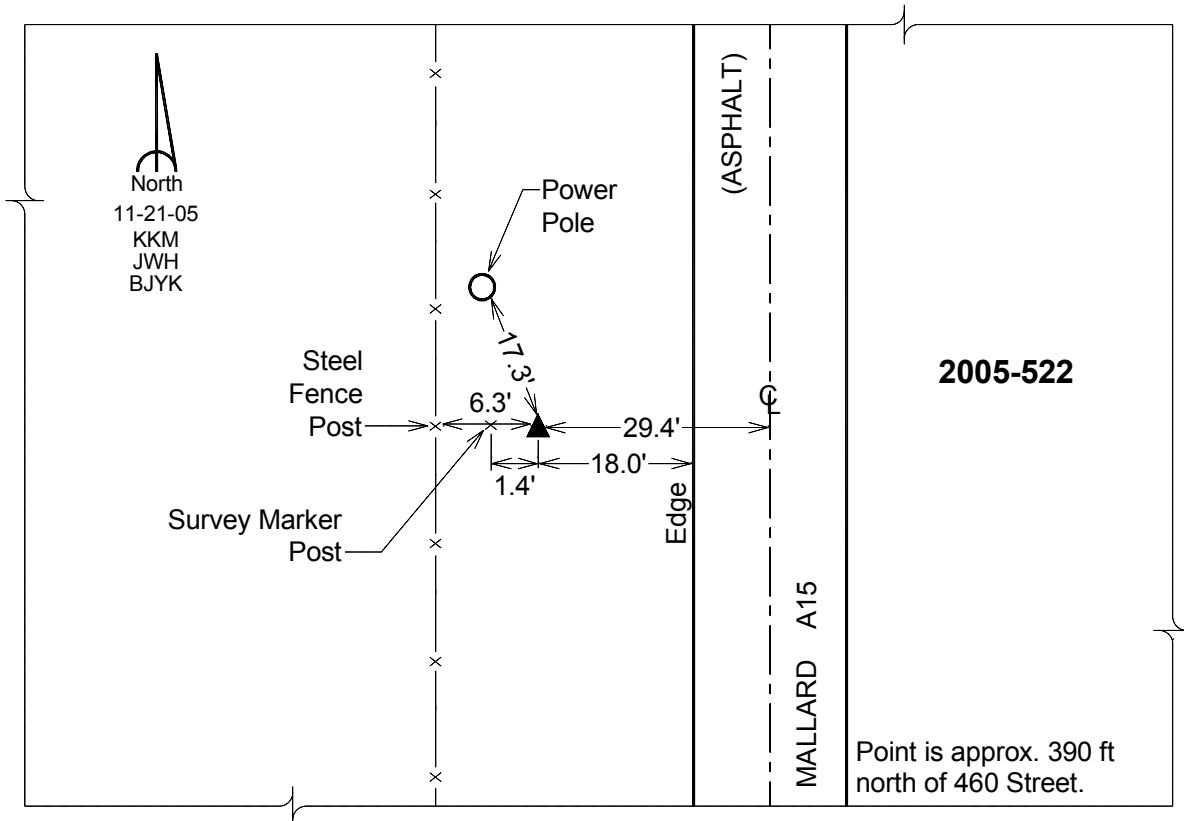 (ASPHALT)
North
11-21-05
KKM
JWH
BJYK
Power
Pole
17.3'
Steel
Fence
Post
6.3'
29.4'
CL
2005-522
1.4'
18.0'
Edge
Survey Marker
Post
MALLARD A15
Point is approx. 390 ft
north of 460 Street.